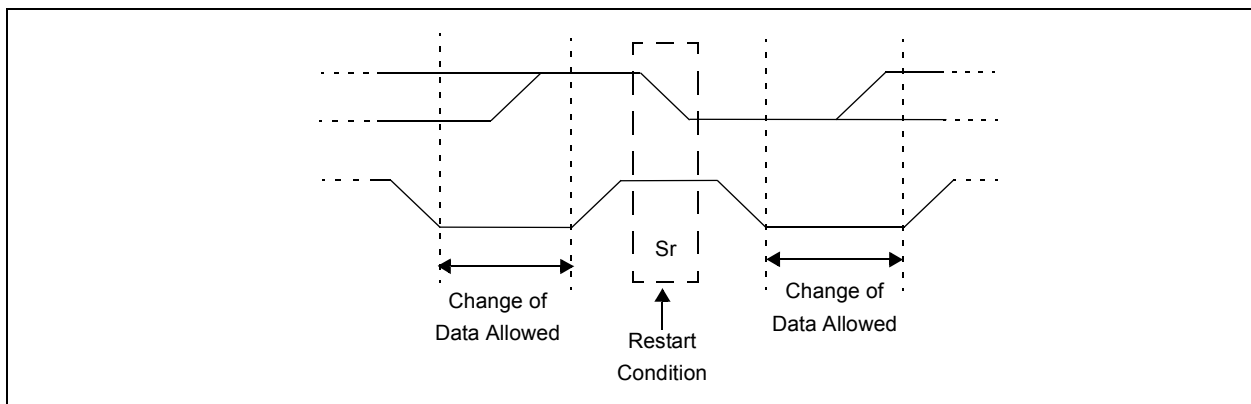 Sr
Change of
Data Allowed
Restart
Condition
Change of
Data Allowed